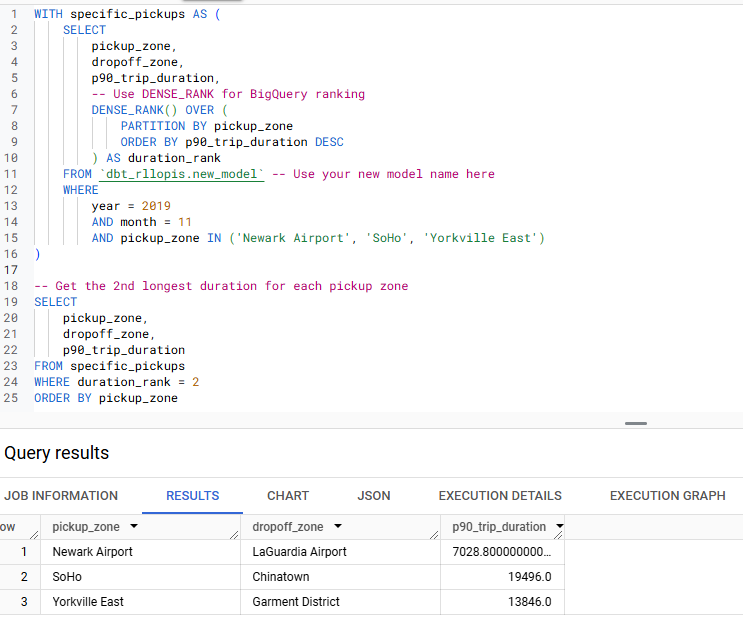 1 WITH specific_pickups AS (
2 SELECT
3 pickup_zone,
4 dropoff_zone,
5 p90_trip_duration,
6 -- Use DENSE_RANK for BigQuery ranking
7 DENSE_RANK() OVER (
8 PARTITION BY pickup_zone
9 ORDER BY p90_trip_duration DESC
10 ) AS duration_rank
11 FROM `dbt_rllopis.new_model` -- Use your new model name here
12 WHERE
13 year = 2019
14 AND month = 11
15 AND pickup_zone IN ('Newark Airport', 'SoHo', 'Yorkville East')
16 )
17
18 -- Get the 2nd longest duration for each pickup zone
19 SELECT
20 pickup_zone,
21 dropoff_zone,
22 p90_trip_duration
23 FROM specific_pickups
24 WHERE duration_rank = 2
25 ORDER BY pickup_zone
Query results
JOB INFORMATION RESULTS CHART JSON EXECUTION DETAILS EXECUTION GRAPH
ow pickup_zone dropoff_zone p90_trip_duration
1 Newark Airport LaGuardia Airport 7028.800000000...
2 SoHo Chinatown 19496.0
3 Yorkville East Garment District 13846.0